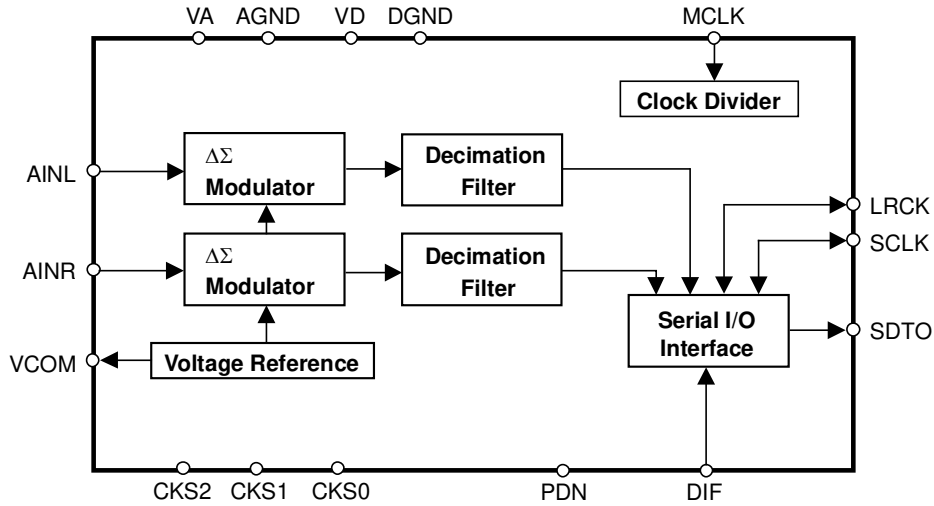 VA AGND VD DGND MCLK
Clock Divider
AINL
ΔΣ
Modulator
Decimation
Filter
LRCK
SCLK
AINR
ΔΣ
Modulator
Decimation
Filter
Serial I/O
Interface
SDTO
VCOM
Voltage Reference
CKS2 CKS1 CKS0 PDN DIF